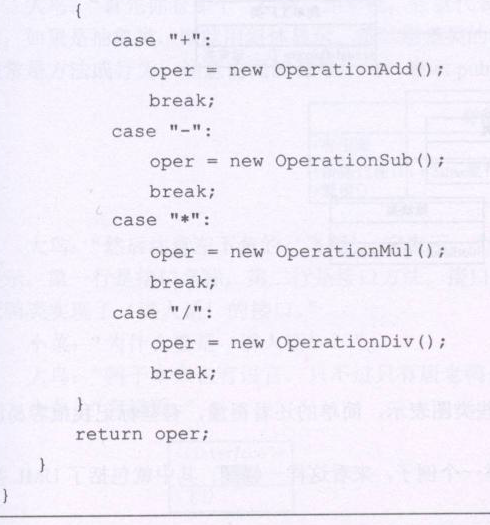 {
case "+":
oper = new OperationAdd();
break;
case "-":
oper = new OperationSub();
break;
case "*":
oper = new OperationMul();
break;
case "/":
oper = new OperationDiv();
break;
}
return oper;
}
}